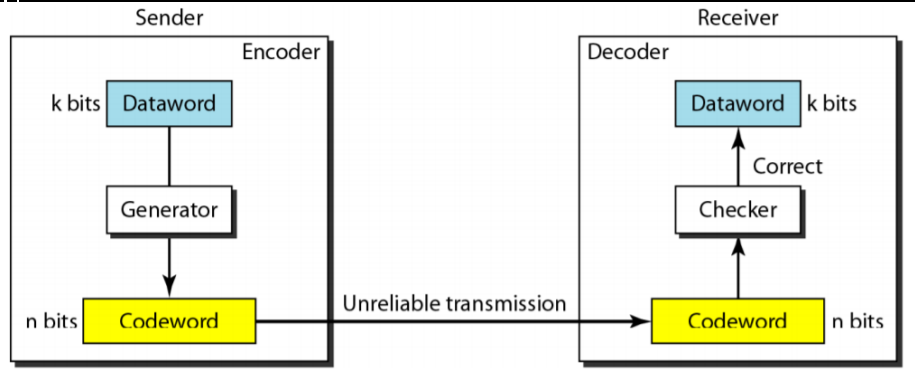 Sender
Receiver
Encoder
Decoder
k bits
Dataword
Dataword
k bits
Correct
Generator
Checker
Unreliable transmission
n bits
Codeword
Codeword
n bits